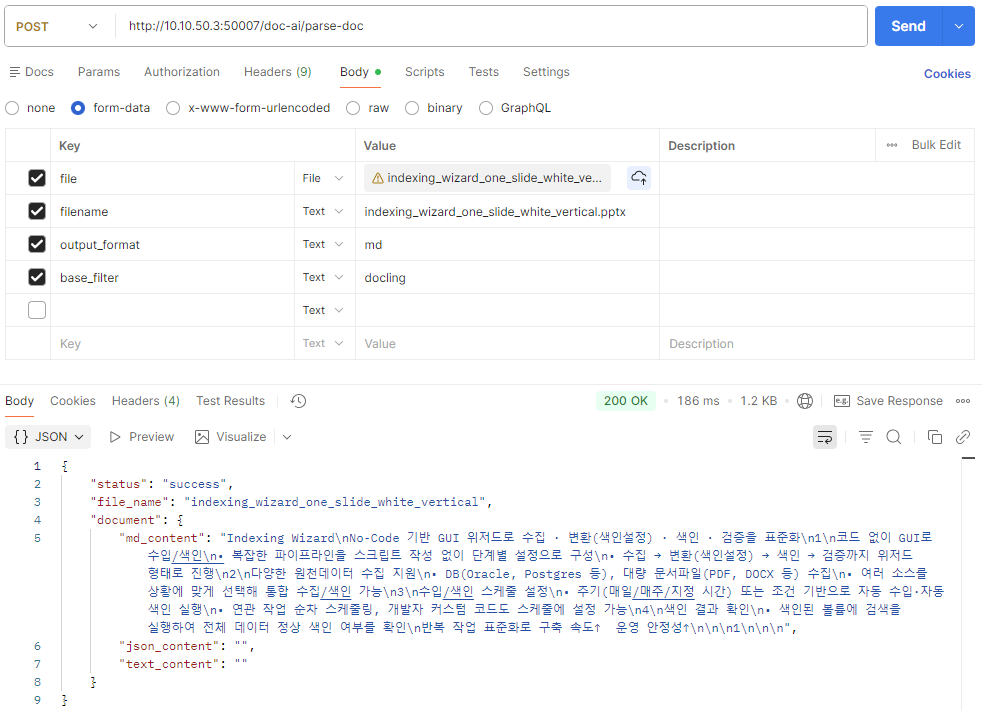 POST http://10.10.50.3:50007/doc-ai/parse-doc Send
Docs Params Authorization Headers (9) Body Scripts Tests Settings Cookies
none form-data x-www-form-urlencoded raw binary GraphQL
Key Value Description Bulk Edit
file File indexing_wizard_one_slide_white_ve...
filename Text indexing_wizard_one_slide_white_vertical.pptx
output_format Text md
base_filter Text docling
Text
Key Text Value Description
Body Cookies Headers (4) Test Results 200 OK 186 ms 1.2 KB e.g. Save Response
{} JSON Preview Visualize
1 {
2 "status": "success",
3 "file_name": "indexing_wizard_one_slide_white_vertical",
4 "document": {
5 "md_content": "Indexing Wizard\nNo-Code 기반 GUI 위저드로 수집 · 변환(색인설정) · 색인 · 검증을 표준화\n1\n코드 없이 GUI로
수입/색인\n• 복잡한 파이프라인을 스크립트 작성 없이 단계별 설정으로 구성\n• 수집 → 변환(색인설정) → 색인 → 검증까지 위저드
형태로 진행\n2\n다양한 원천데이터 수집 지원\n• DB(Oracle, Postgres 등), 대량 문서파일(PDF, DOCX 등) 수집\n• 여러 소스를
상황에 맞게 선택해 통합 수집/색인 가능\n3\n수입/색인 스케줄 설정\n• 주기(매일/매주/지정 시간) 또는 조건 기반으로 자동 수입·자동
색인 실행\n• 연관 작업 순차 스케줄링, 개발자 커스텀 코드도 스케줄에 설정 가능\n4\n색인 결과 확인\n• 색인된 볼륨에 검색을
실행하여 전체 데이터 정상 색인 여부를 확인\n반복 작업 표준화로 구축 속도↑ 운영 안정성↑\n\n\n1\n\n\n",
6 "json_content": "",
7 "text_content": ""
8 }
9 }